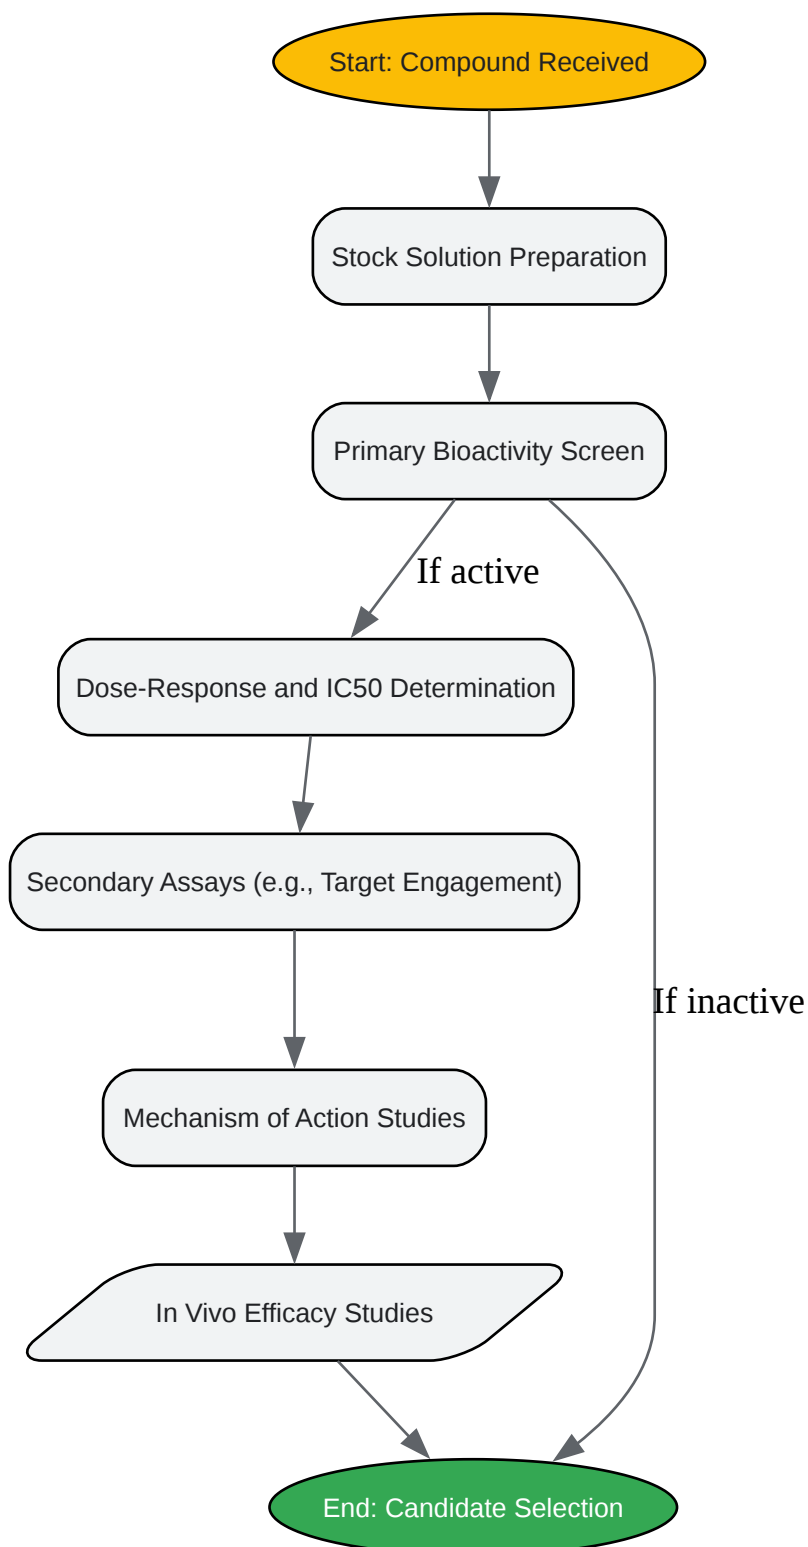 Start: Compound Received
Stock Solution Preparation
Primary Bioactivity Screen
If active
Dose-Response and IC50 Determination
Secondary Assays (e.g., Target Engagement)
If inactive
Mechanism of Action Studies
In Vivo Efficacy Studies
End: Candidate Selection